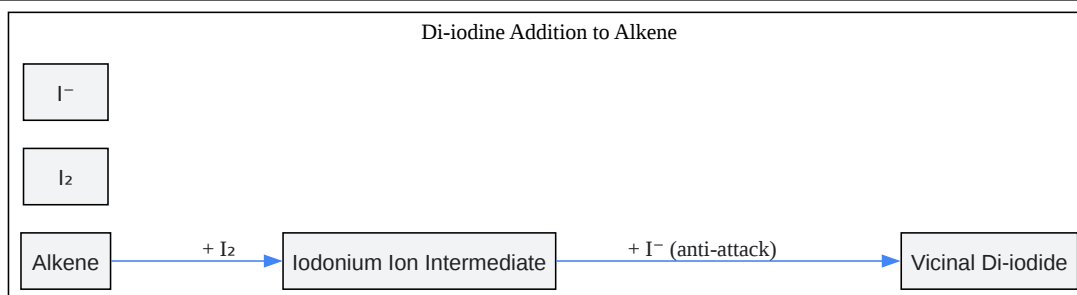 Di-iodine Addition to Alkene
I⁻
I₂
Alkene
+ I₂
Iodonium Ion Intermediate
+ I⁻ (anti-attack)
Vicinal Di-iodide